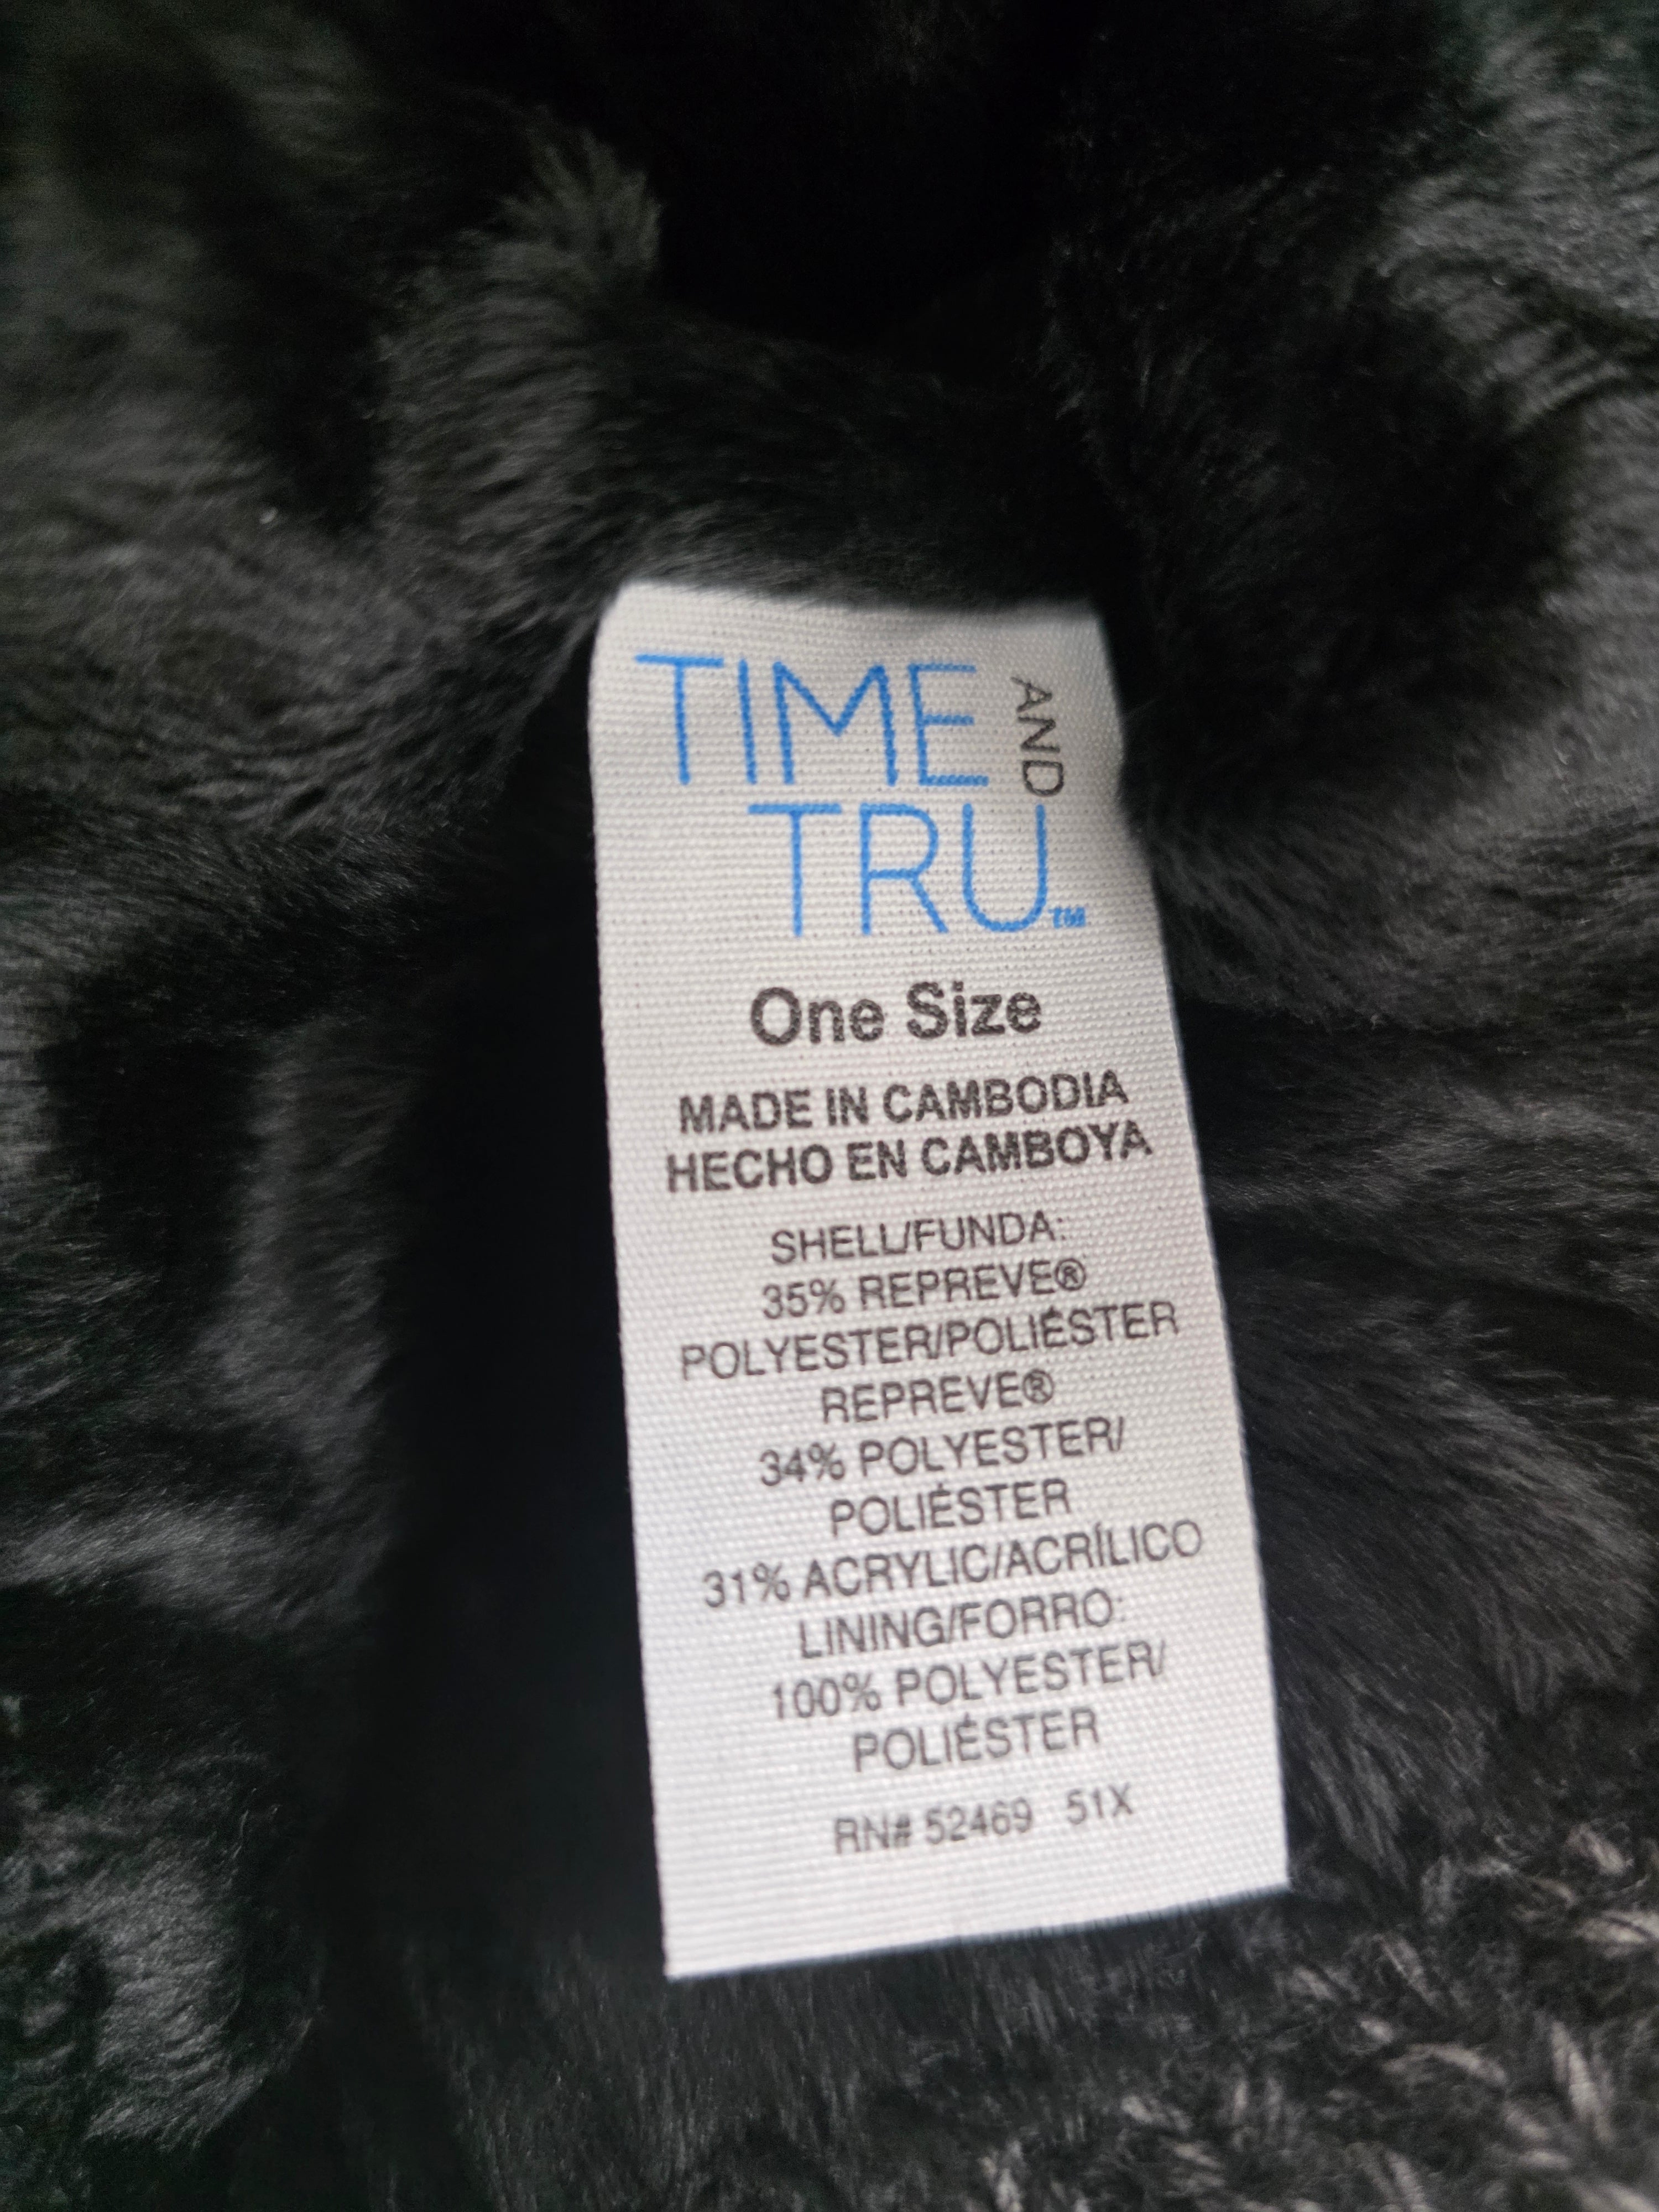 TIME AND
TRU™
One Size
MADE IN CAMBODIA
HECHO EN CAMBOYA
SHELL/FUNDA:
35% REPREVE®
POLYESTER/POLIÉSTER
REPREVE®
34% POLYESTER/
POLIÉSTER
31% ACRYLIC/ACRÍLICO
LINING/FORRO:
100% POLYESTER/
POLIÉSTER
RN# 52469 51X